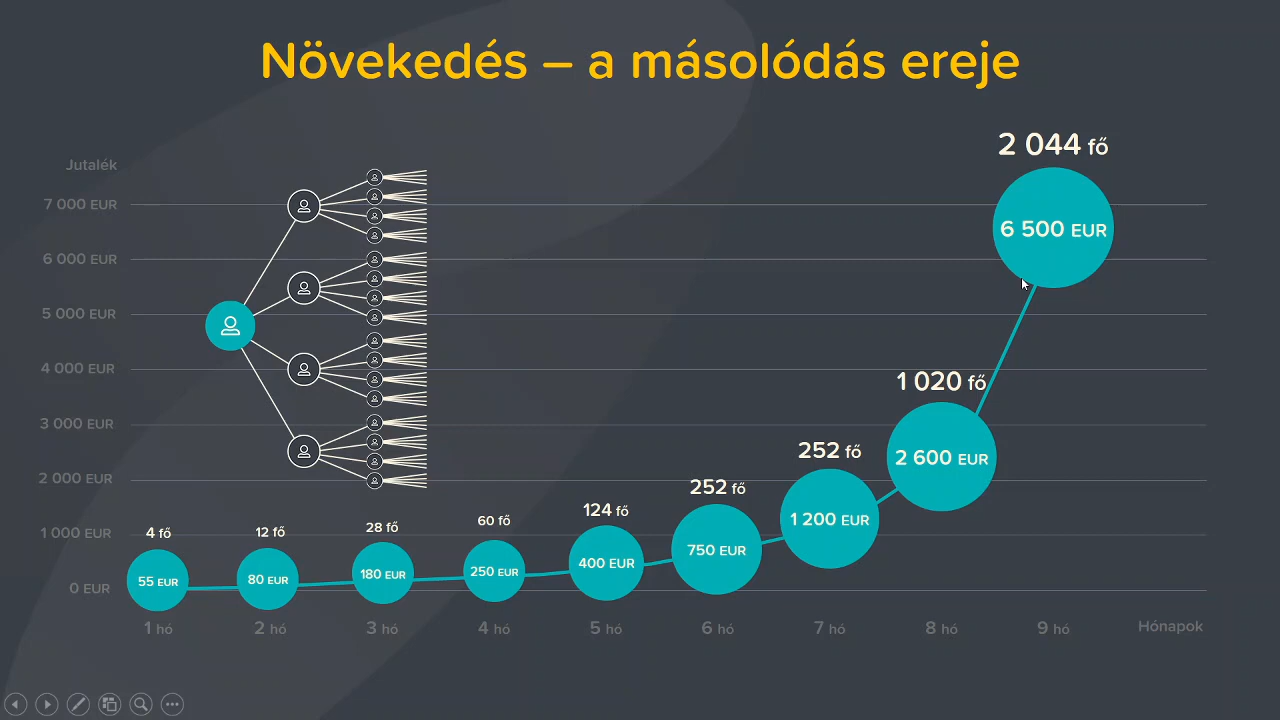 Növekedés – a másolódás ereje
Jutalék
7 000 EUR
6 000 EUR
5 000 EUR
4 000 EUR
3 000 EUR
2 000 EUR
1 000 EUR
0 EUR
4 fő
55 EUR
12 fő
80 EUR
28 fő
180 EUR
60 fő
250 EUR
124 fő
400 EUR
252 fő
750 EUR
252 fő
1 200 EUR
1 020 fő
2 600 EUR
2 044 fő
6 500 EUR
1 hó
2 hó
3 hó
4 hó
5 hó
6 hó
7 hó
8 hó
9 hó
Hónapok